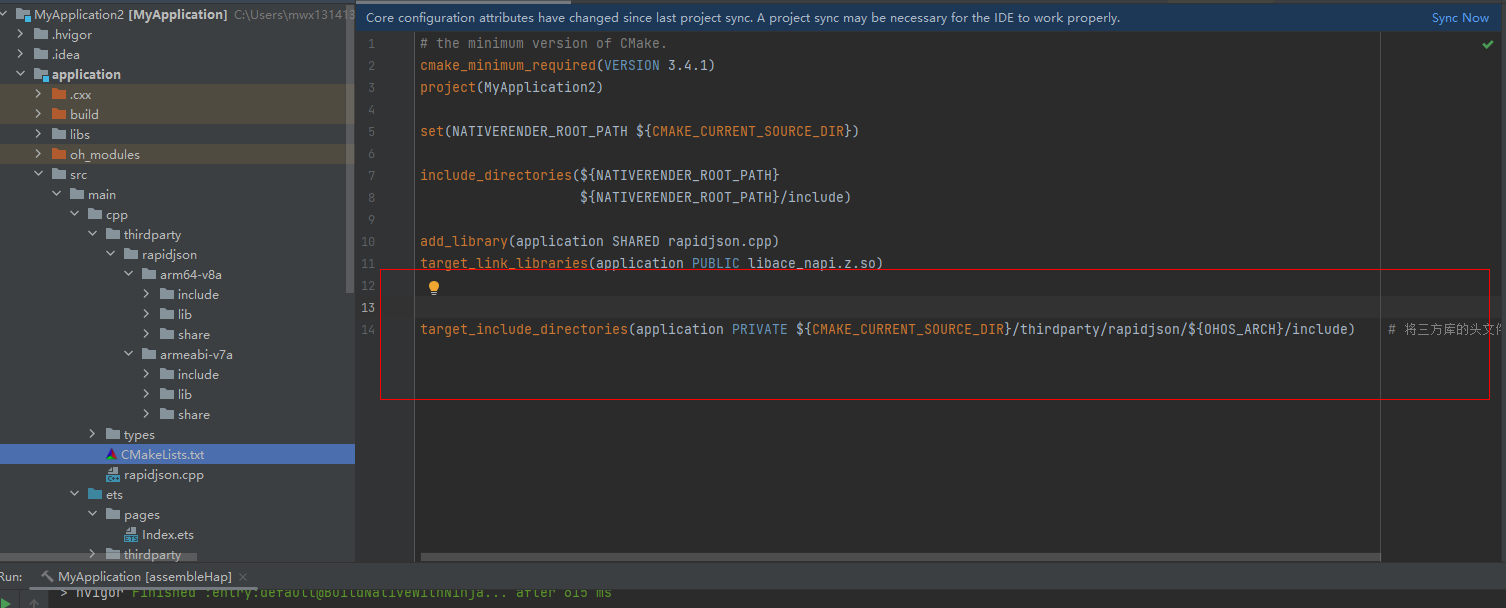 MyApplication2 [MyApplication] C:\Users\mwx131413
.hvigor
.idea
application
.cxx
build
libs
oh_modules
src
main
cpp
thirdparty
rapidjson
arm64-v8a
include
lib
share
armeabi-v7a
include
lib
share
types
CMakeLists.txt
rapidjson.cpp
ets
pages
Index.ets
thirdparty
Core configuration attributes have changed since last project sync. A project sync may be necessary for the IDE to work properly. Sync Now
1 # the minimum version of CMake.
2 cmake_minimum_required(VERSION 3.4.1)
3 project(MyApplication2)
4
5 set(NATIVERENDER_ROOT_PATH ${CMAKE_CURRENT_SOURCE_DIR})
6
7 include_directories(${NATIVERENDER_ROOT_PATH}
8 ${NATIVERENDER_ROOT_PATH}/include)
9
10 add_library(application SHARED rapidjson.cpp)
11 target_link_libraries(application PUBLIC libace_napi.z.so)
12
13
14 target_include_directories(application PRIVATE ${CMAKE_CURRENT_SOURCE_DIR}/thirdparty/rapidjson/${OHOS_ARCH}/include) # 将三方库的头文件
Run: MyApplication [assembleHap]
> hvigor Finished :entry:default@BuildNativeWithNinja... after 615 ms